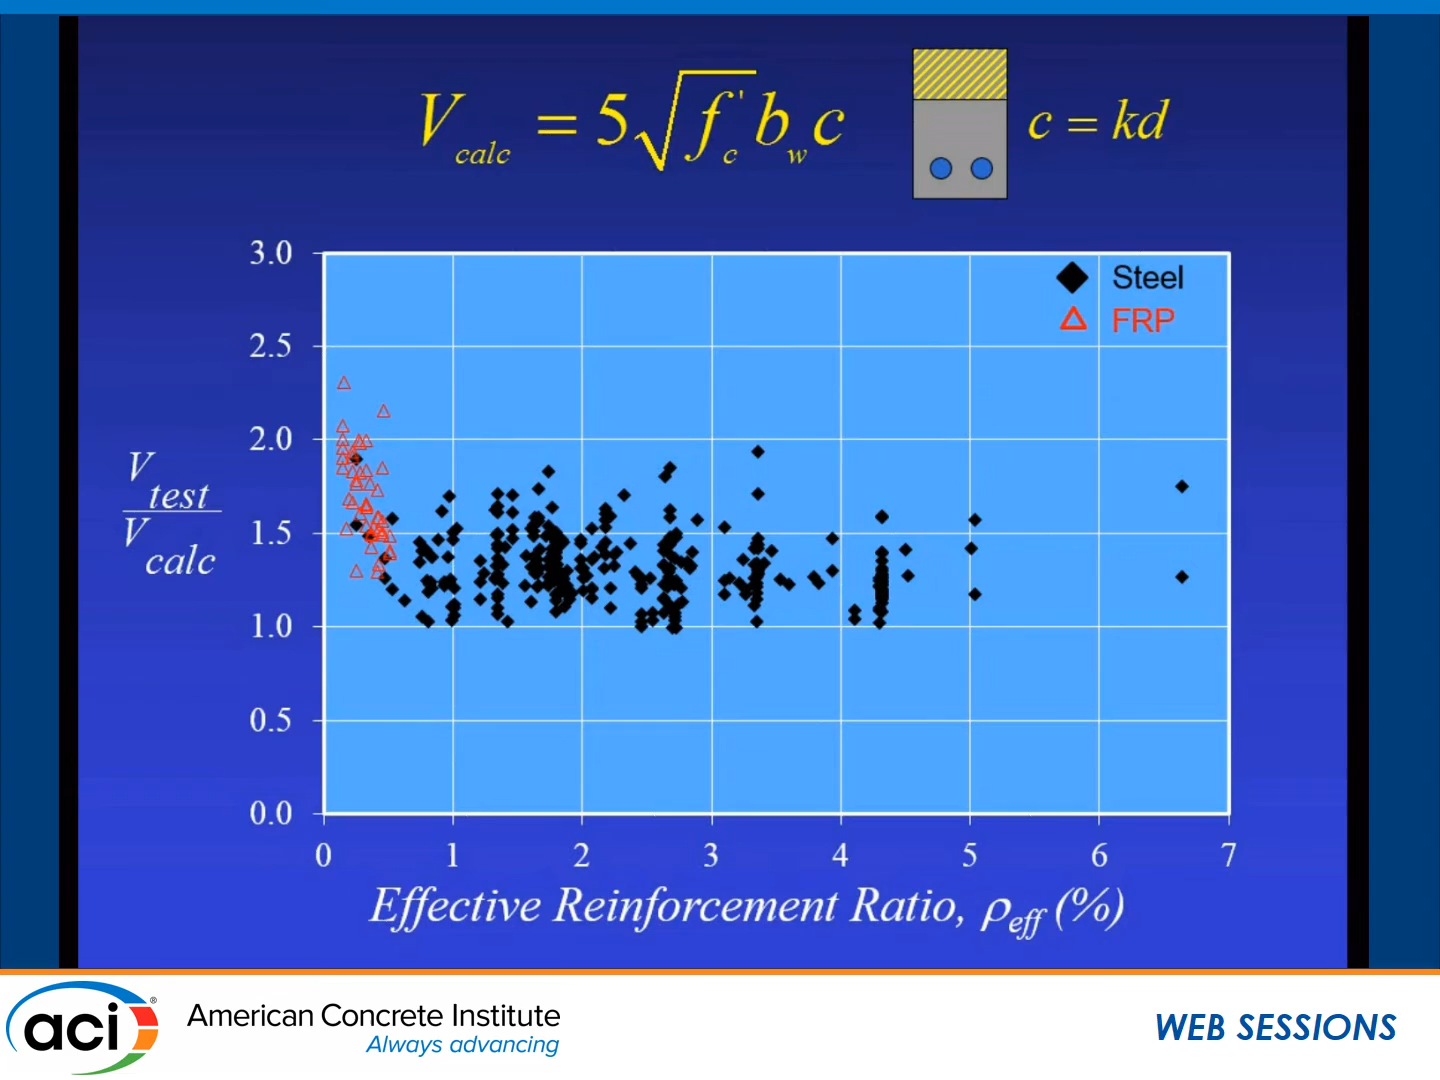 V_calc = 5√f'_c b_w c
c = kd
3.0
Steel
FRP
2.5
2.0
V_test
V_calc
1.5
1.0
0.5
0.0
0 1 2 3 4 5 6 7
Effective Reinforcement Ratio, ρ_eff (%)
aci®
American Concrete Institute
Always advancing
WEB SESSIONS